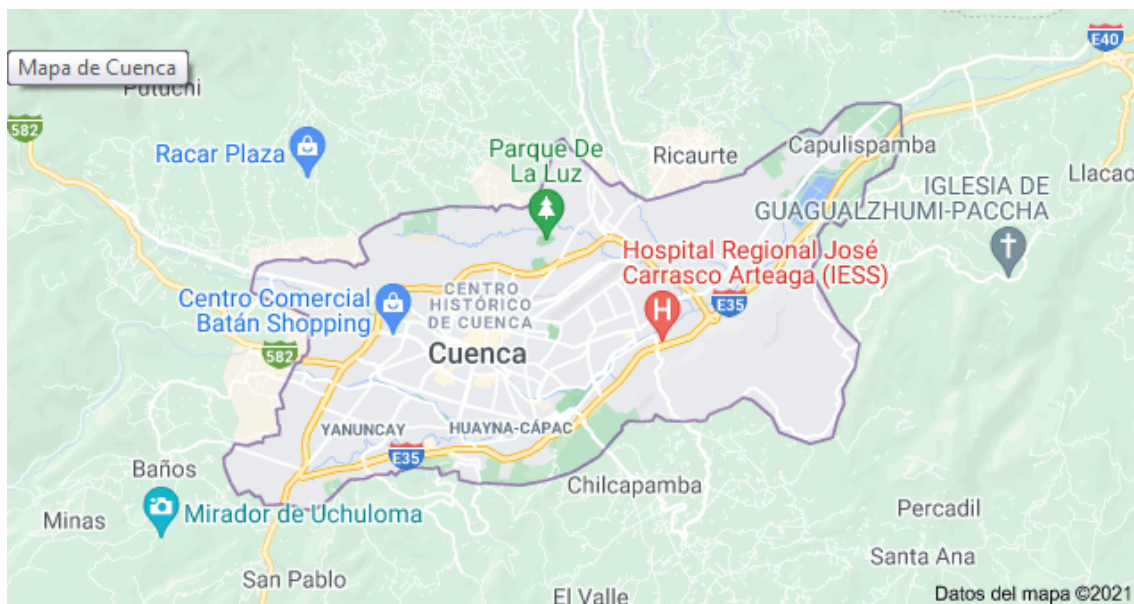 Mapa de Cuenca
Putuchi
E40
582
Racar Plaza
Parque De
La Luz
Ricaurte
Capulispamba
Llacao
IGLESIA DE
GUAGUALZHUMI-PACCHA
Hospital Regional José
Carrasco Arteaga (IESS)
CENTRO
HISTÓRICO
DE CUENCA
Centro Comercial
Batán Shopping
H
E35
582
Cuenca
YANUNCAY
HUAYNA-CÁPAC
E35
Baños
Chilcapamba
Minas
Mirador de Uchuloma
Percadil
Santa Ana
San Pablo
El Valle
Datos del mapa ©2021